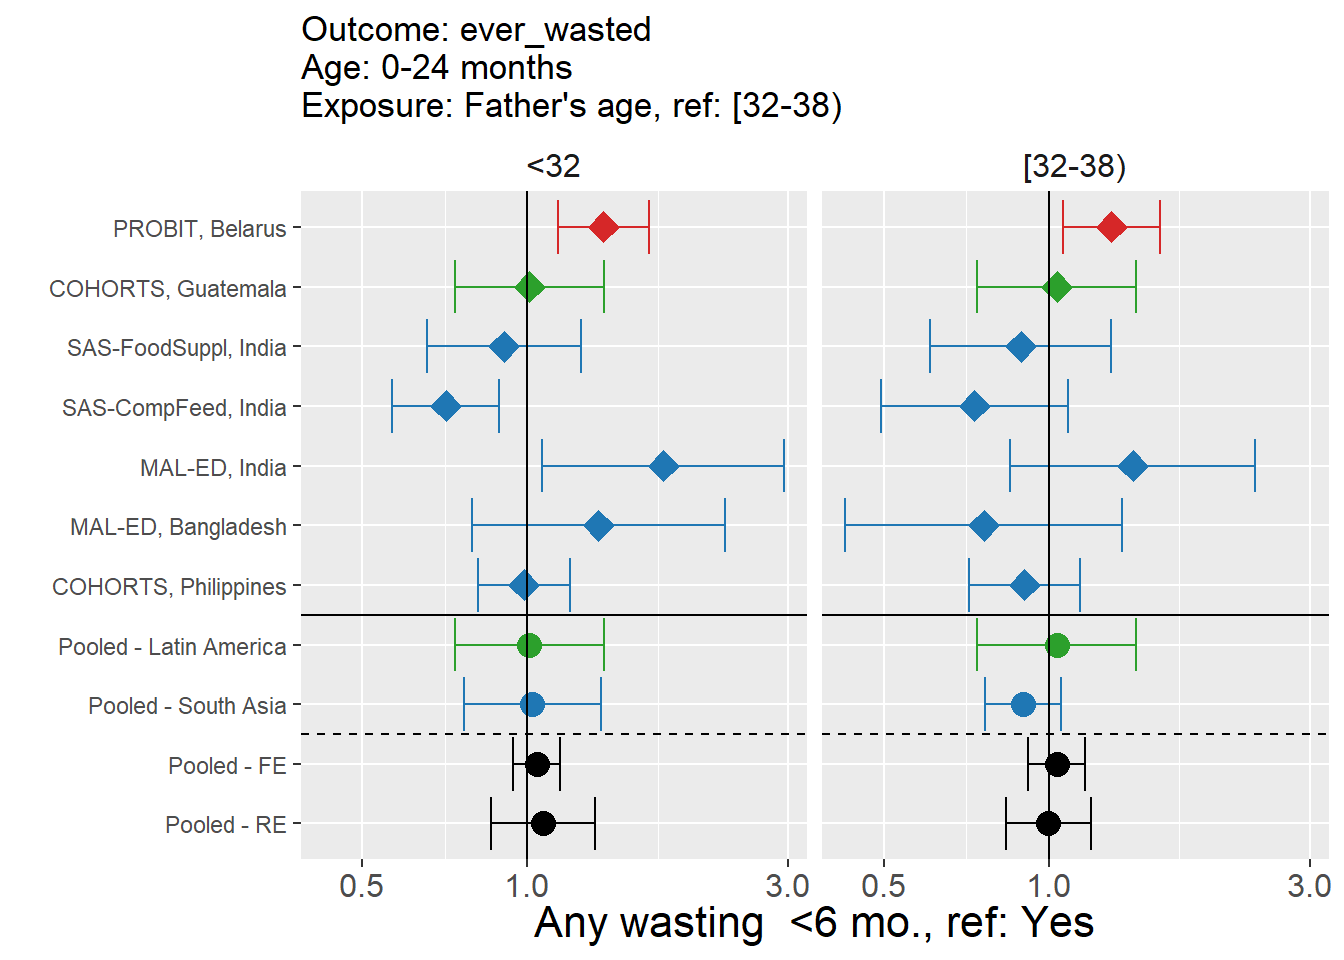 Outcome: ever_wasted
Age: 0-24 months
Exposure: Father's age, ref: [32-38)
<32
[32-38)
PROBIT, Belarus
COHORTS, Guatemala
SAS-FoodSuppl, India
SAS-CompFeed, India
MAL-ED, India
MAL-ED, Bangladesh
COHORTS, Philippines
Pooled - Latin America
Pooled - South Asia
Pooled - FE
Pooled - RE
0.5 1.0 3.0 0.5 1.0 3.0
Any wasting  <6 mo., ref: Yes